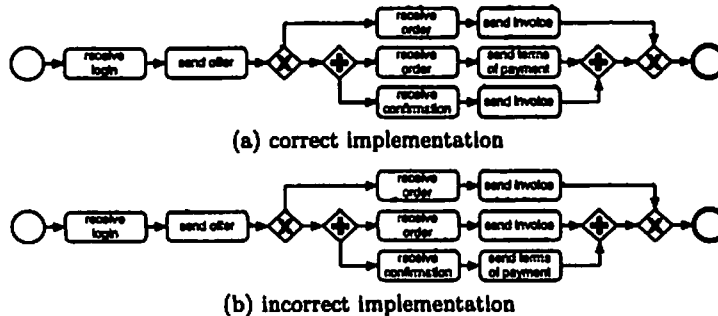 receive order
send invoice
receive login
send offer
receive order
send terms of payment
receive confirmation
send invoice
(a) correct implementation
receive order
send invoice
receive login
send offer
receive order
send invoice
receive confirmation
send terms of payment
(b) incorrect implementation